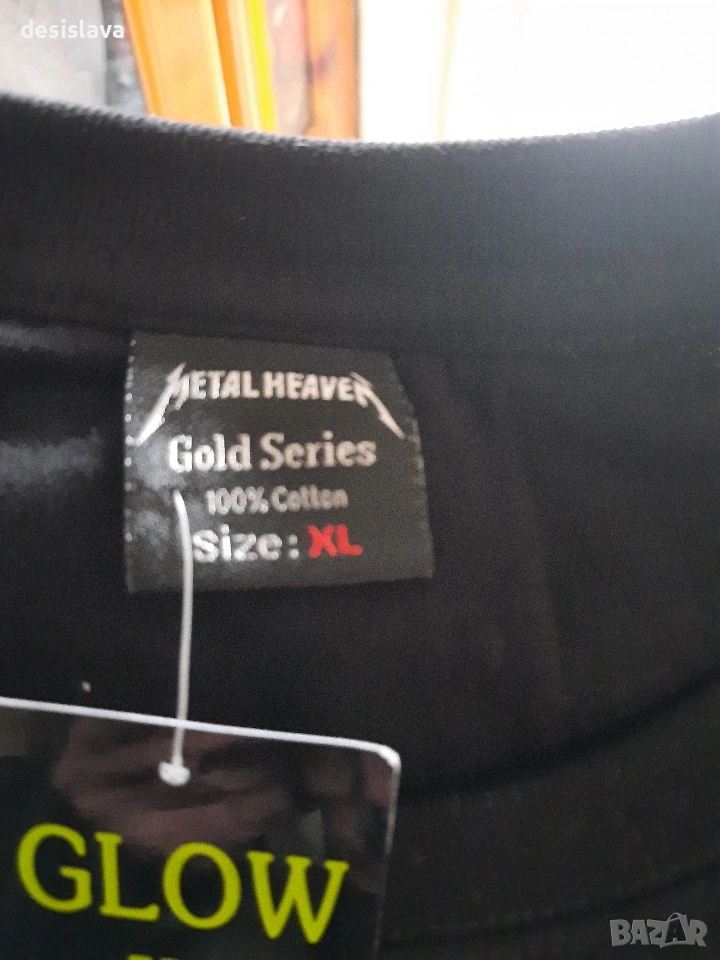 desislava
METAL HEAVEN
Gold Series
100% Cotton
Size: XL
GLOW
BAZAR